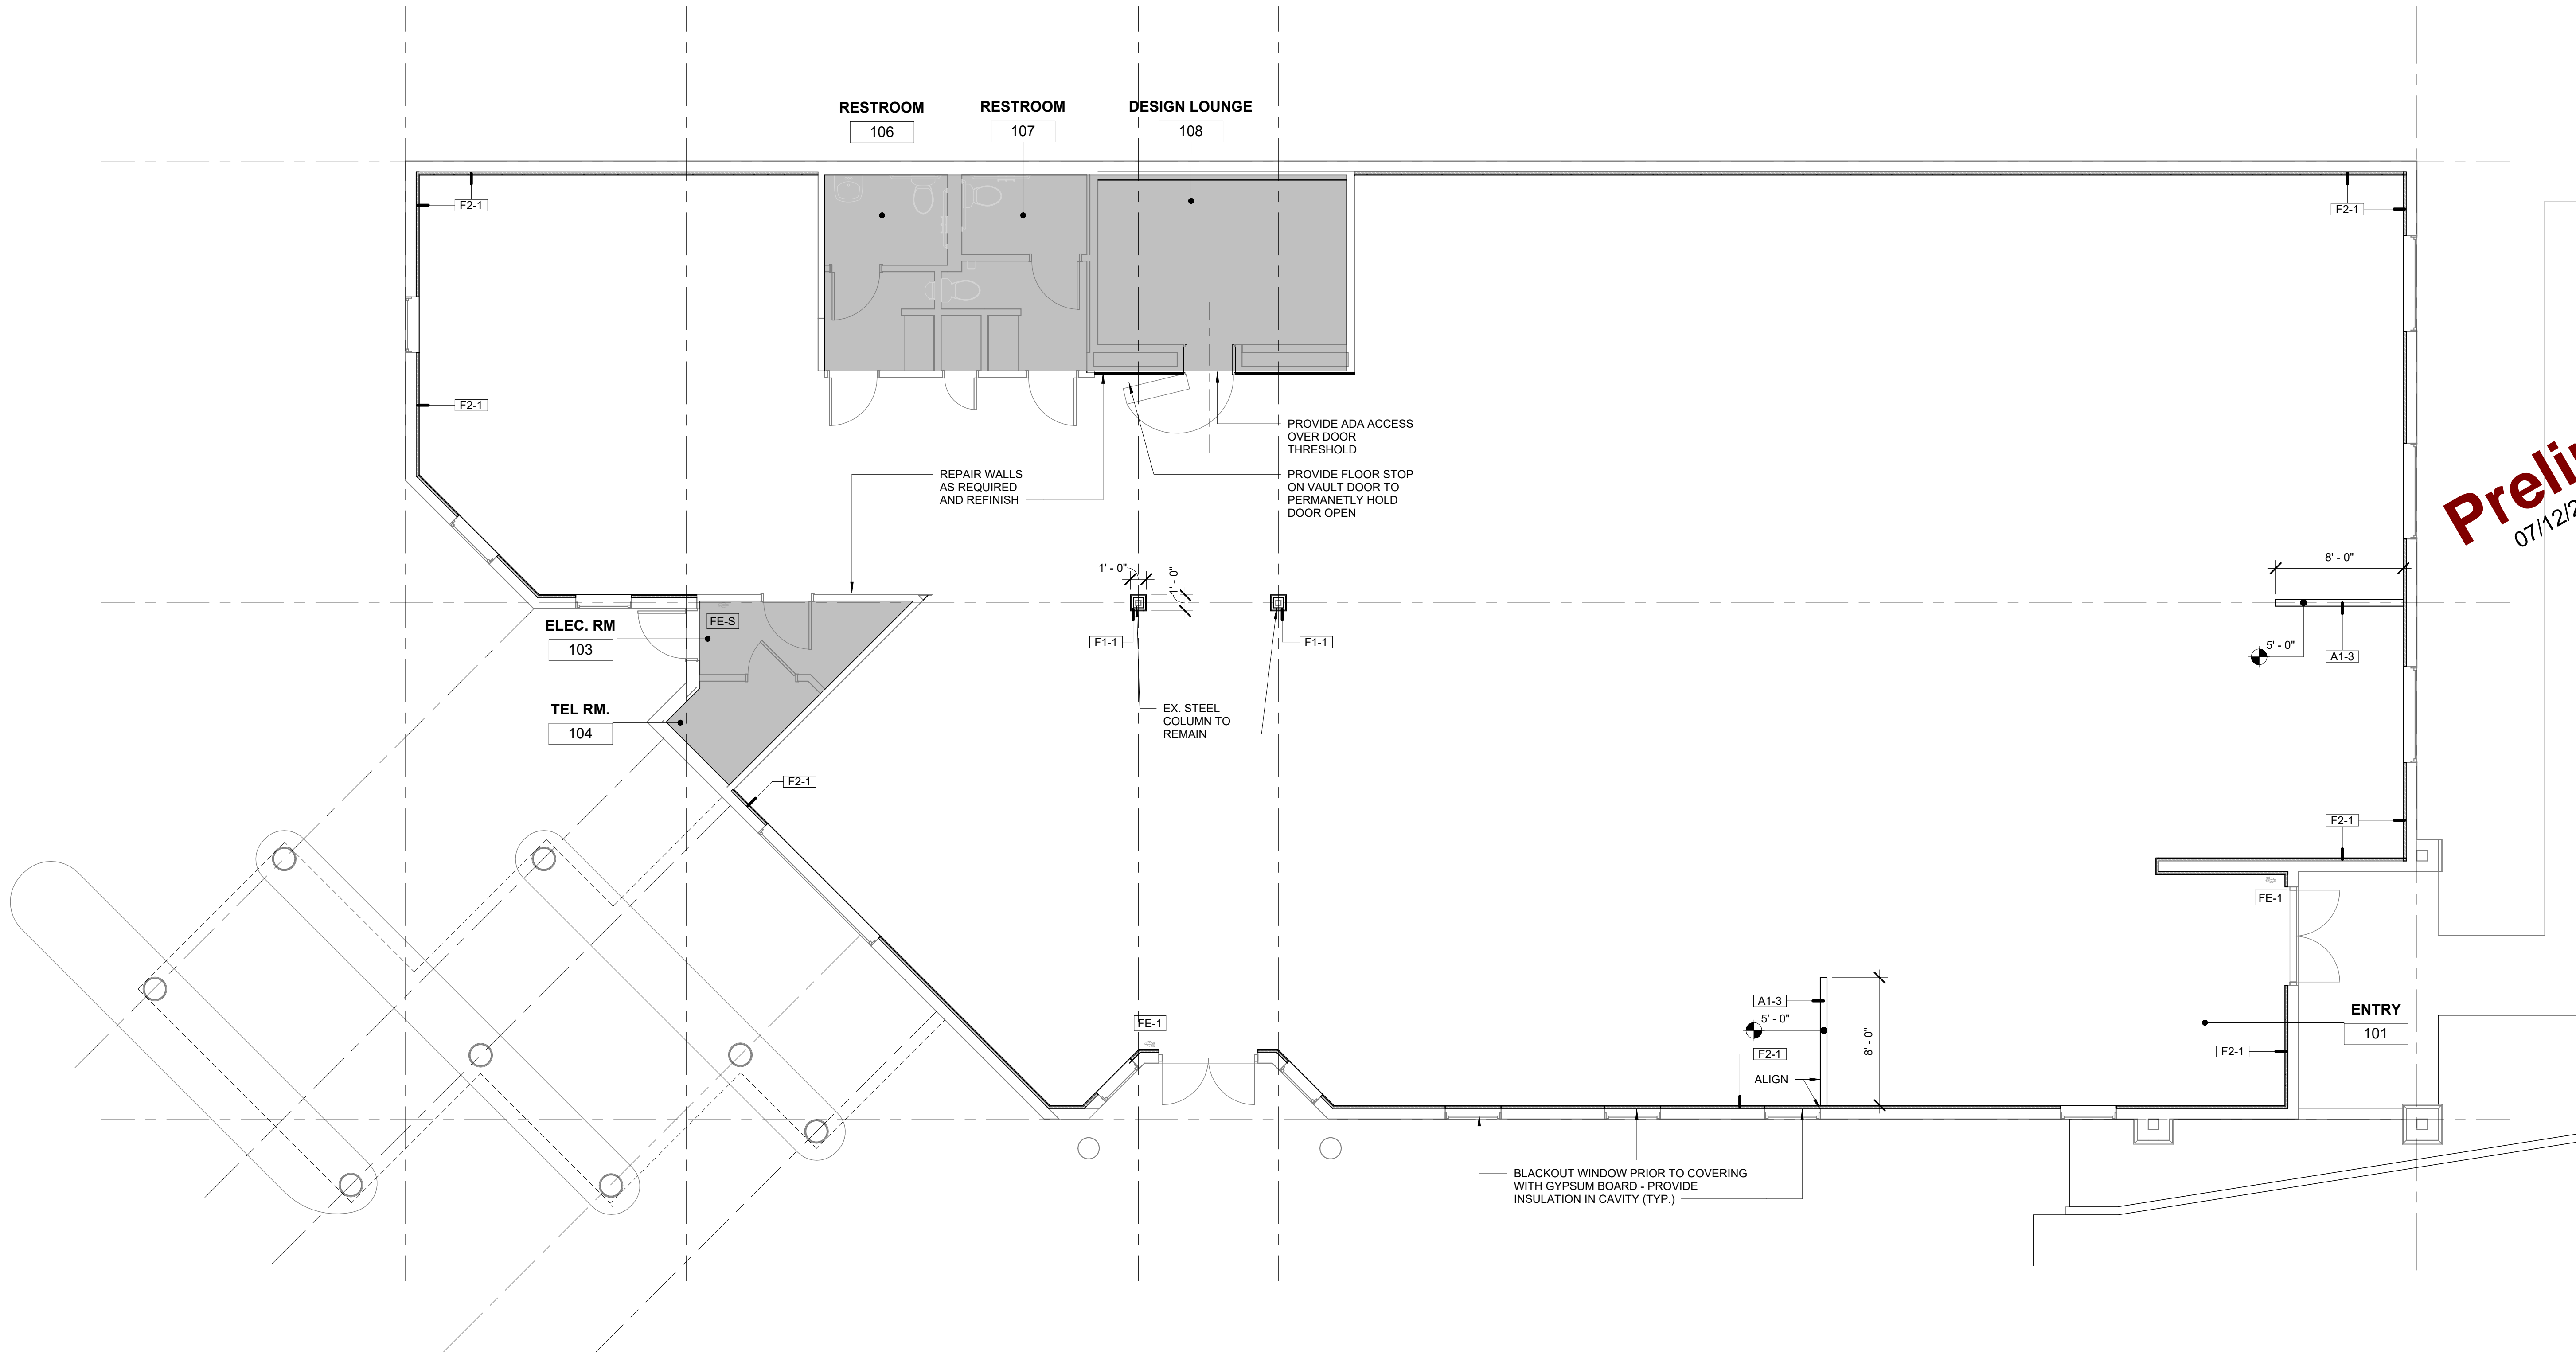 RESTROOM
106
RESTROOM
107
DESIGN LOUNGE
108
F2-1
F2-1
F2-1
PROVIDE ADA ACCESS
OVER DOOR
THRESHOLD
REPAIR WALLS
AS REQUIRED
AND REFINISH
PROVIDE FLOOR STOP
ON VAULT DOOR TO
PERMANETLY HOLD
DOOR OPEN
Prelin
07/12/2
8' - 0"
1' - 0"
1' - 0"
ELEC. RM
103
FE-S
F1-1
F1-1
5' - 0"
A1-3
TEL RM.
104
EX. STEEL
COLUMN TO
REMAIN
F2-1
F2-1
FE-1
A1-3
5' - 0"
8' - 0"
FE-1
F2-1
ALIGN
F2-1
ENTRY
101
BLACKOUT WINDOW PRIOR TO COVERING
WITH GYPSUM BOARD - PROVIDE
INSULATION IN CAVITY (TYP.)